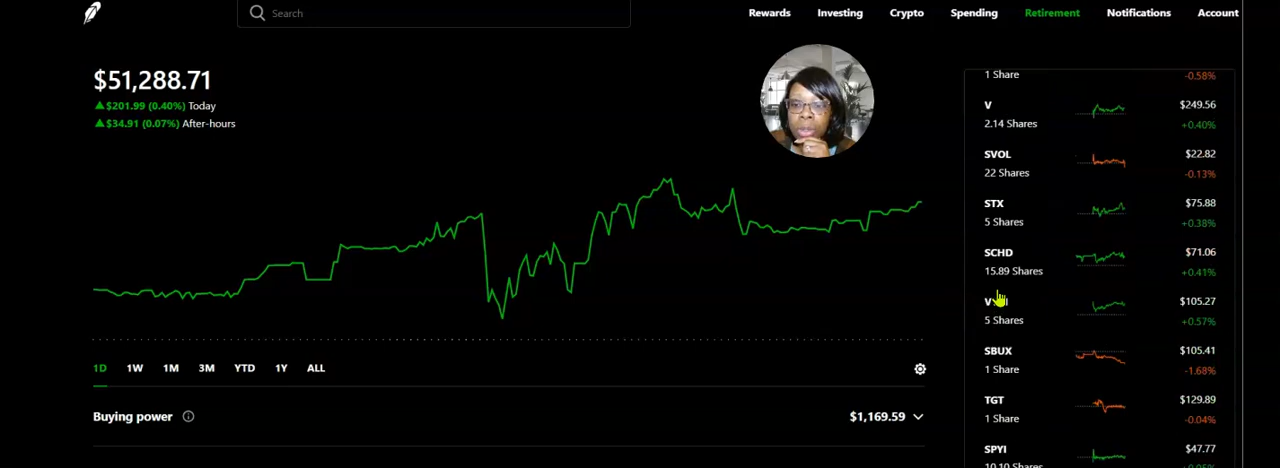 Search
Rewards
Investing
Crypto
Spending
Retirement
Notifications
Account
$51,288.71
▲$201.99 (0.40%) Today
▲$34.91 (0.07%) After-hours
1D 1W 1M 3M YTD 1Y ALL
Buying power $1,169.59
1 Share -0.58%
V $249.56
2.14 Shares +0.40%
SVOL $22.82
22 Shares -0.13%
STX $75.88
5 Shares +0.38%
SCHD $71.06
15.89 Shares +0.41%
$105.27
5 Shares +0.57%
SBUX $105.41
1 Share -1.68%
TGT $129.89
1 Share -0.04%
SPYI $47.77
10.10 Shares